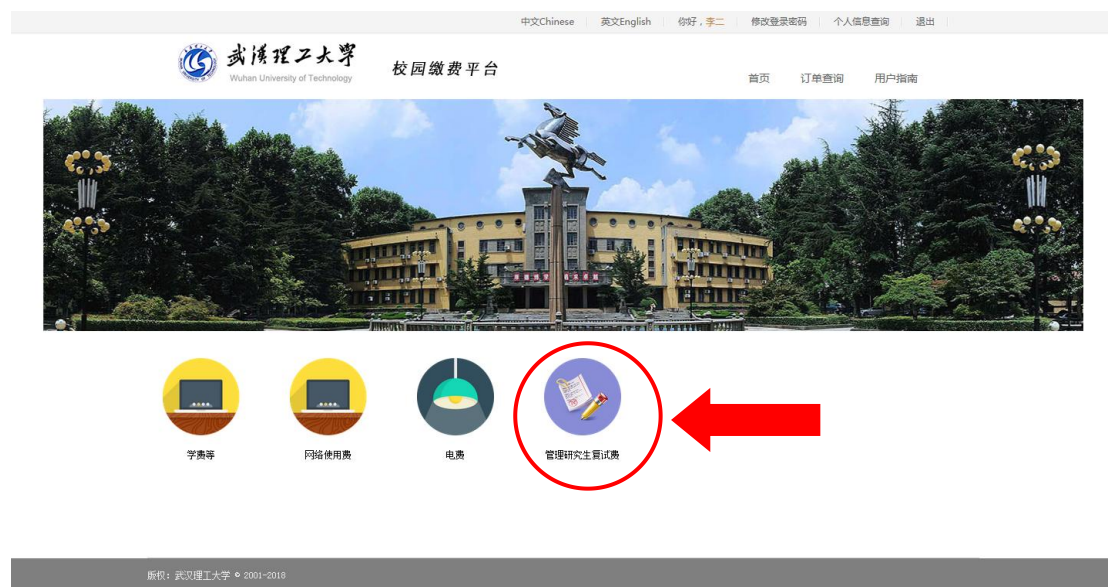 中文Chinese 英文English 你好，李二 修改登录密码 个人信息查询 退出
武汉理工大学
Wuhan University of Technology
校园缴费平台
首页 订单查询 用户指南
学费等 网络使用费 电费 管理研究生复试费
版权：武汉理工大学 © 2001-2018